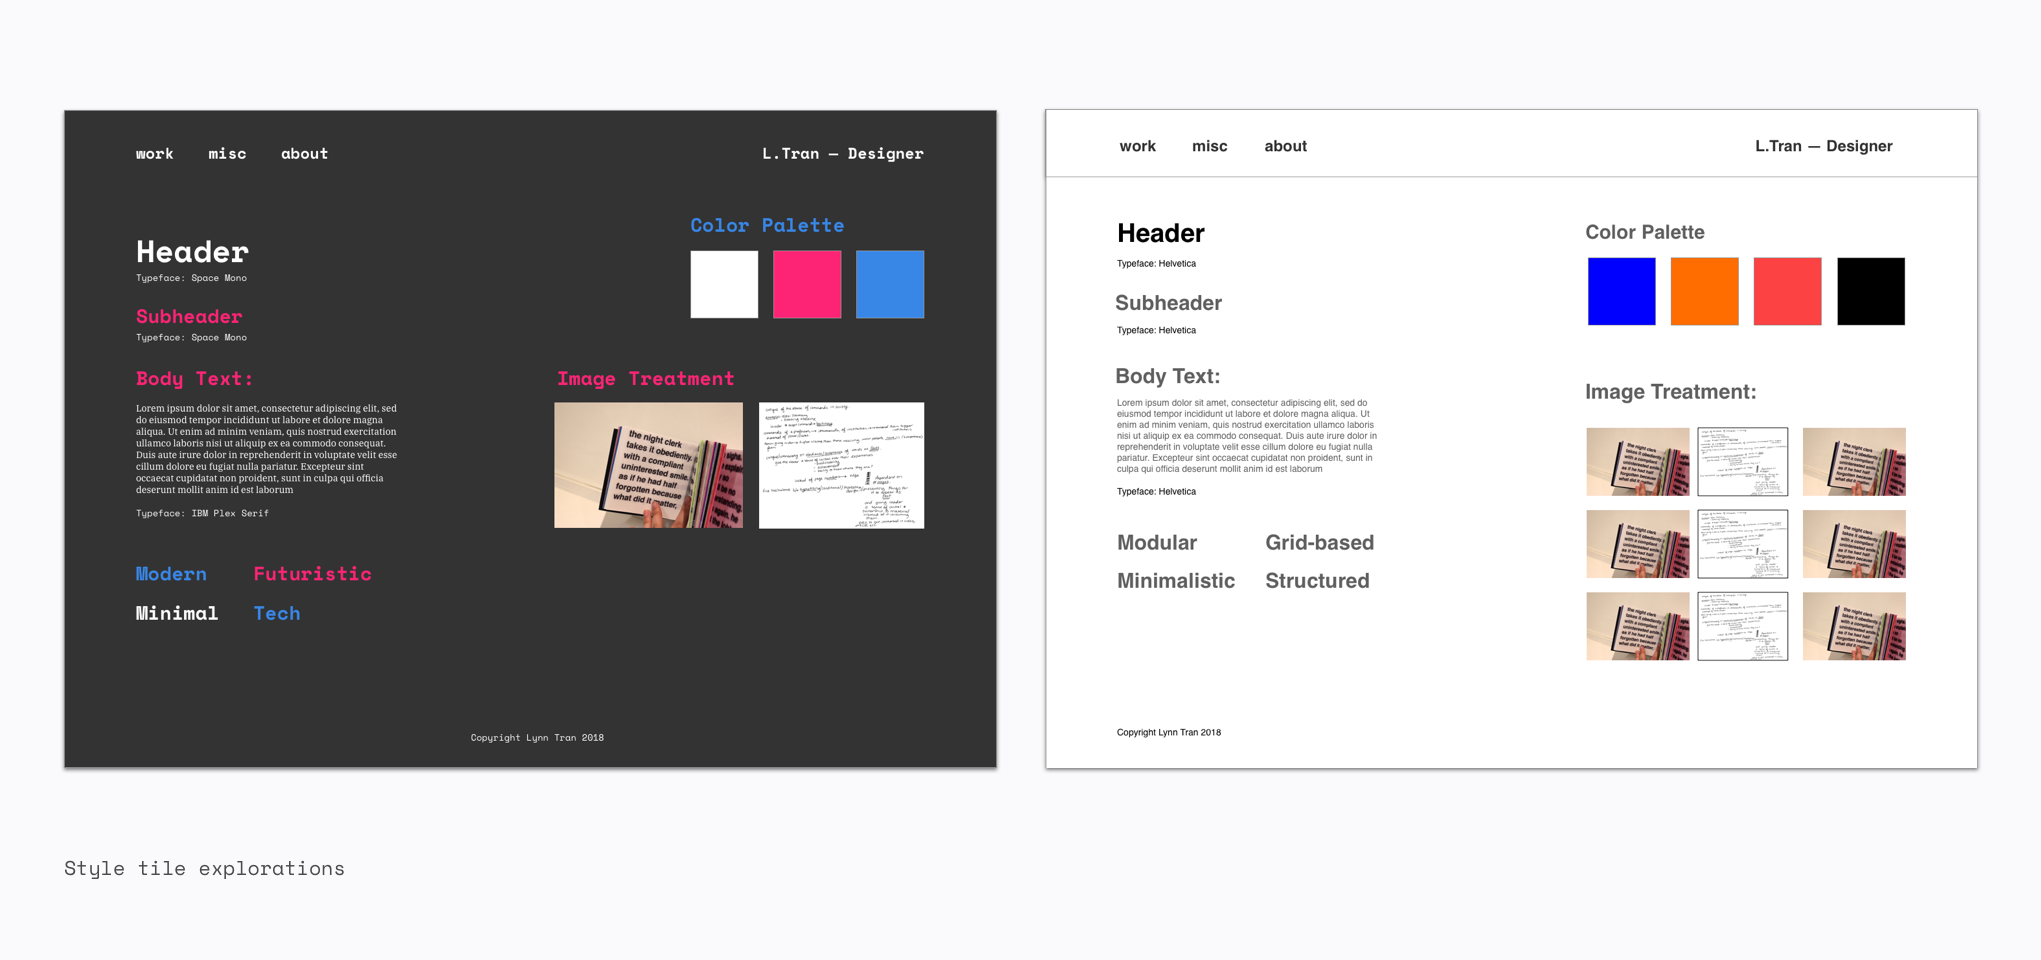 work misc about
L.Tran — Designer
Header
Typeface: Space Mono
Subheader
Typeface: Space Mono
Body Text:
Lorem ipsum dolor sit amet, consectetur adipiscing elit, sed
do eiusmod tempor incididunt ut labore et dolore magna
aliqua. Ut enim ad minim veniam, quis nostrud exercitation
ullamco laboris nisi ut aliquip ex ea commodo consequat.
Duis aute irure dolor in reprehenderit in voluptate velit esse
cillum dolore eu fugiat nulla pariatur. Excepteur sint
occaecat cupidatat non proident, sunt in culpa qui officia
deserunt mollit anim id est laborum
Typeface: IBM Plex Serif
Modern Futuristic
Minimal Tech
Color Palette
Image Treatment
the night clerk
takes it obediently.
with a compliant
uninteresed smile
as if he had half
forgotten because
what did it matter,
Copyright Lynn Tran 2018
work misc about
L.Tran — Designer
Header
Typeface: Helvetica
Subheader
Typeface: Helvetica
Body Text:
Lorem ipsum dolor sit amet, consectetur adipiscing elit, sed do
eiusmod tempor incididunt ut labore et dolore magna aliqua. Ut
enim ad minim veniam, quis nostrud exercitation ullamco laboris
nisi ut aliquip ex ea commodo consequat. Duis aute irure dolor in
reprehenderit in voluptate velit esse cillum dolore eu fugiat nulla
pariatur. Excepteur sint occaecat cupidatat non proident, sunt in
culpa qui officia deserunt mollit anim id est laborum
Typeface: Helvetica
Modular Grid-based
Minimalistic Structured
Color Palette
Image Treatment:
Copyright Lynn Tran 2018
Style tile explorations